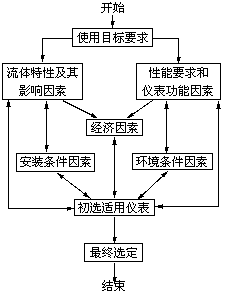 开始
使用目标要求
流体特性及其
影响因素
性能要求和
仪表功能因素
经济因素
安装条件因素
环境条件因素
初选适用仪表
最终选定
结束